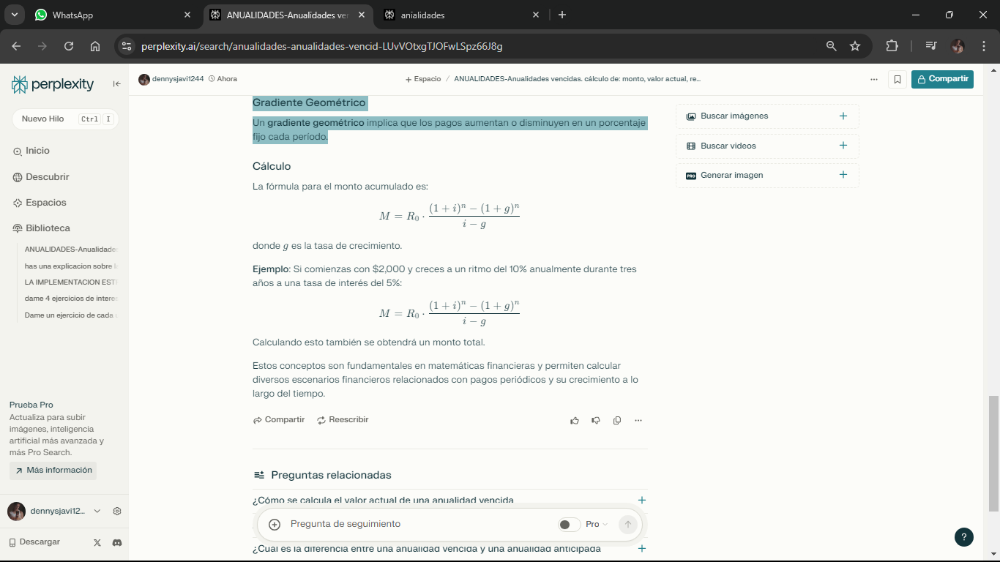 WhatsApp
ANUALIDADES-Anualidades ven
anialidades
perplexity.ai/search/anualidades-anualidades-vencid-LUvVOtxgTJOFwLSpz66J8g
perplexity
Nuevo Hilo Ctrl I
Inicio
Descubrir
Espacios
Biblioteca
ANUALIDADES-Anualidade
has una explicacion sobre l
LA IMPLEMENTACION EST
dame 4 ejercicios de intere
Dame un ejercicio de cada
Prueba Pro
Actualiza para subir
imágenes, inteligencia
artificial más avanzada y
más Pro Search.
Más información
dennysjavi12...
Descargar
dennysjavi1244 Ahora
+ Espacio / ANUALIDADES-Anualidades vencidas. cálculo de: monto, valor actual, re...
Compartir
Gradiente Geométrico
Un gradiente geométrico implica que los pagos aumentan o disminuyen en un porcentaje
fijo cada período.
Cálculo
La fórmula para el monto acumulado es:
M = R₀ · ((1 + i)ⁿ − (1 + g)ⁿ) / (i − g)
donde g es la tasa de crecimiento.
Ejemplo: Si comienzas con $2,000 y creces a un ritmo del 10% anualmente durante tres
años a una tasa de interés del 5%:
M = R₀ · ((1 + i)ⁿ − (1 + g)ⁿ) / (i − g)
Calculando esto también se obtendrá un monto total.
Estos conceptos son fundamentales en matemáticas financieras y permiten calcular
diversos escenarios financieros relacionados con pagos periódicos y su crecimiento a lo
largo del tiempo.
Compartir Reescribir
Preguntas relacionadas
¿Cómo se calcula el valor actual de una anualidad vencida
Pregunta de seguimiento
Pro
¿Cuál es la diferencia entre una anualidad vencida y una anualidad anticipada
Buscar imágenes
Buscar videos
PRO Generar imagen
?